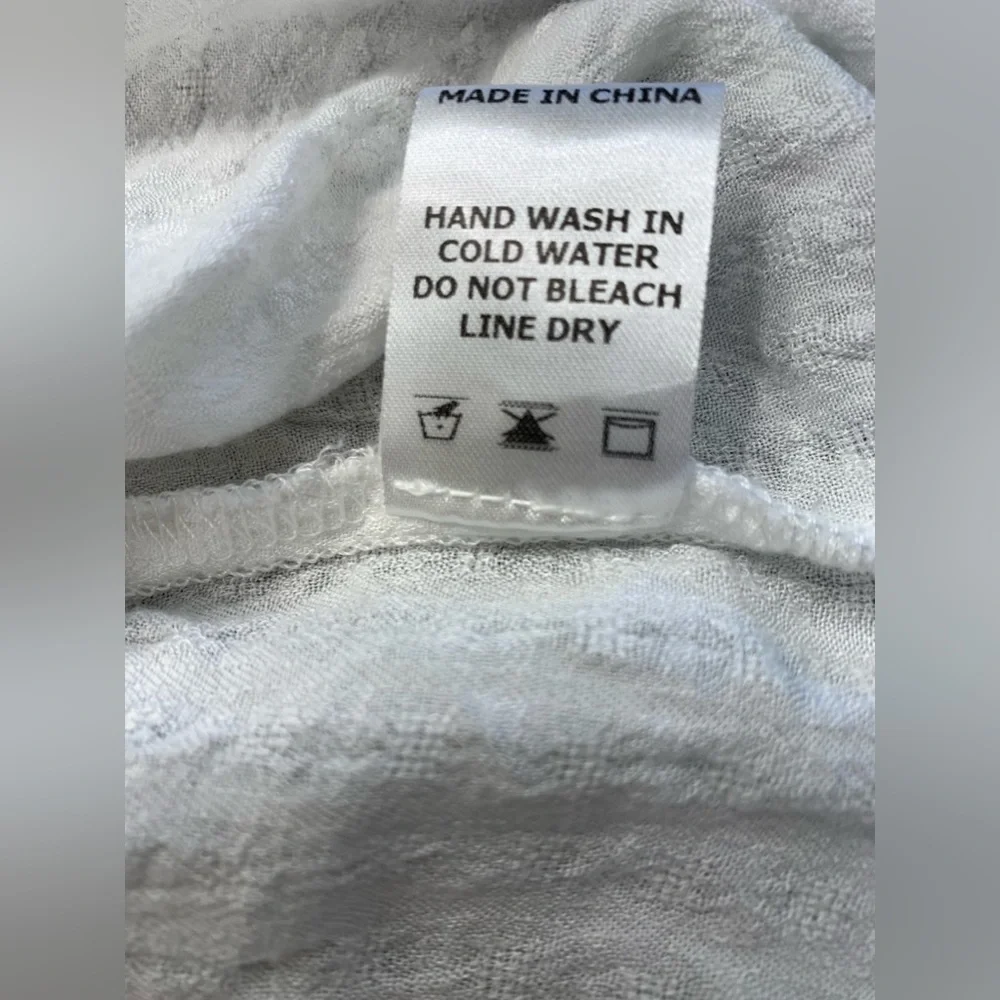 MADE IN CHINA
HAND WASH IN
COLD WATER
DO NOT BLEACH
LINE DRY